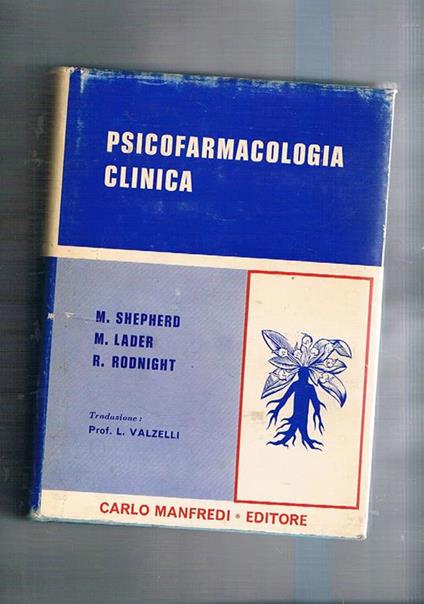 PSICOFARMACOLOGIA
CLINICA
M. SHEPHERD
M. LADER
R. RODNIGHT
Traduzione:
Prof. L. VALZELLI
CARLO MANFREDI * EDITORE